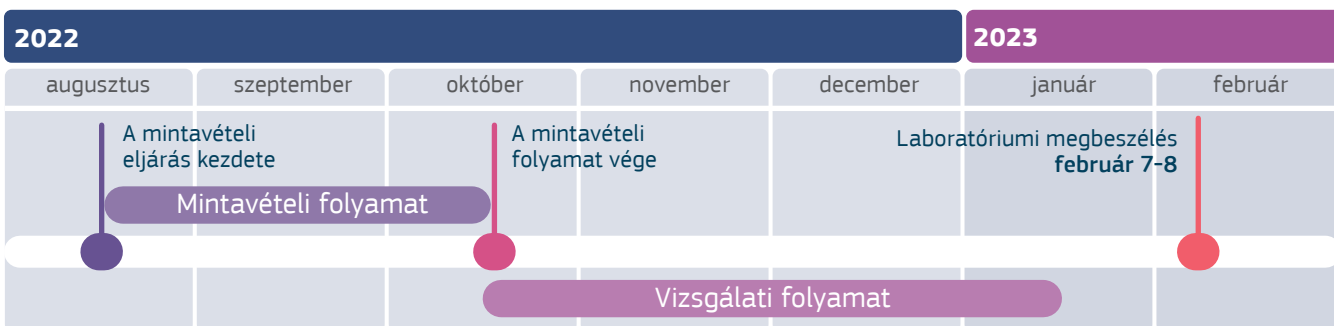 2022
2023
augusztus
szeptember
október
november
december
január
február
A mintavételi
eljárás kezdete
A mintavételi
folyamat vége
Laboratóriumi megbeszélés
február 7-8
Mintavételi folyamat
Vizsgálati folyamat